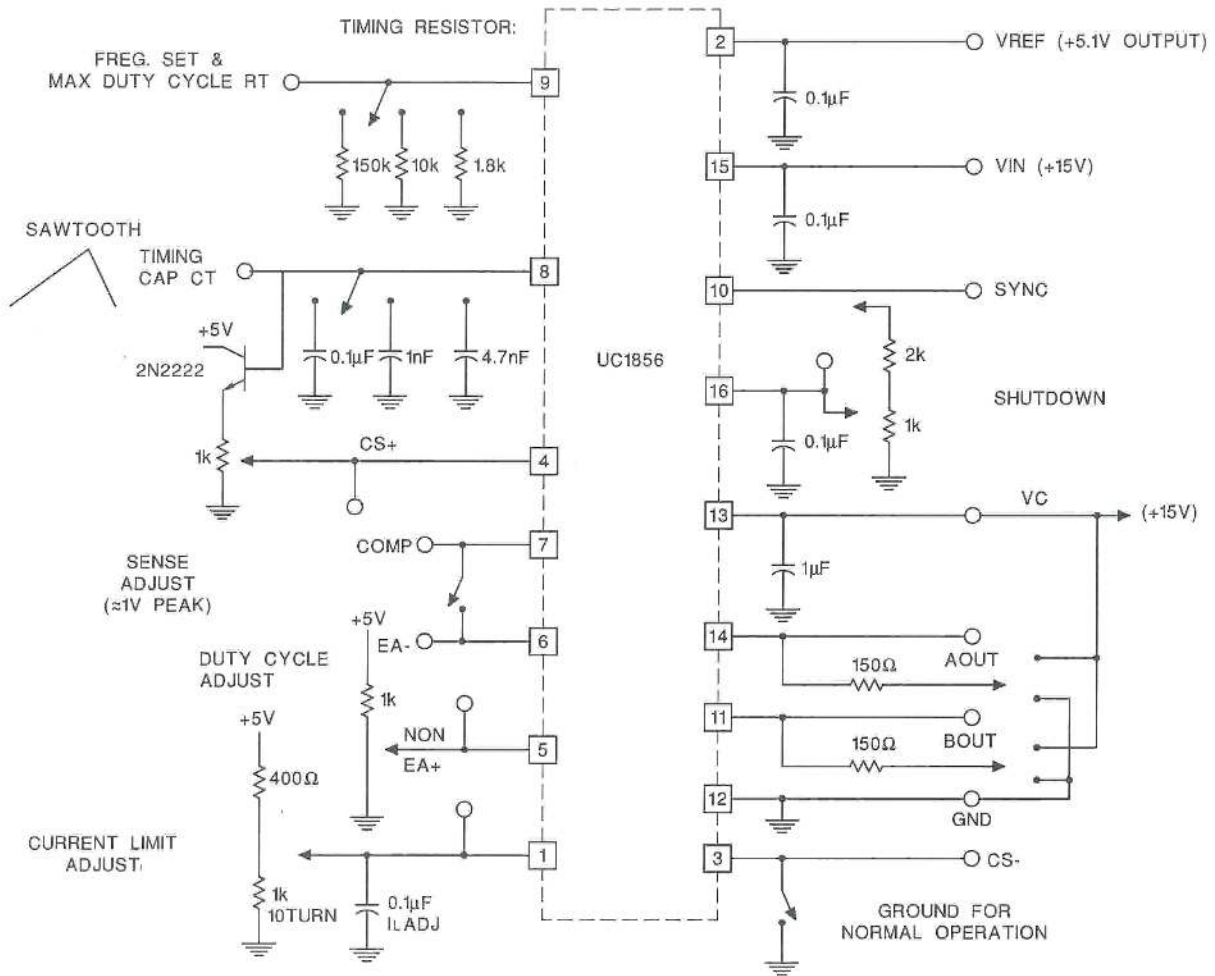 TIMING RESISTOR:
FREG. SET &
MAX DUTY CYCLE RT
9
150k
10k
1.8k
SAWTOOTH
TIMING
CAP CT
8
+5V
2N2222
0.1µF
1nF
4.7nF
1k
CS+
4
COMP
7
SENSE
ADJUST
(≈1V PEAK)
EA-
6
+5V
DUTY CYCLE
ADJUST
1k
+5V
NON
EA+
5
400Ω
CURRENT LIMIT
ADJUST
1
1k
10TURN
0.1µF
IL ADJ
UC1856
2
VREF (+5.1V OUTPUT)
0.1µF
15
VIN (+15V)
0.1µF
10
SYNC
2k
16
SHUTDOWN
0.1µF
1k
13
VC
(+15V)
1µF
14
AOUT
150Ω
11
BOUT
150Ω
12
GND
3
CS-
GROUND FOR
NORMAL OPERATION